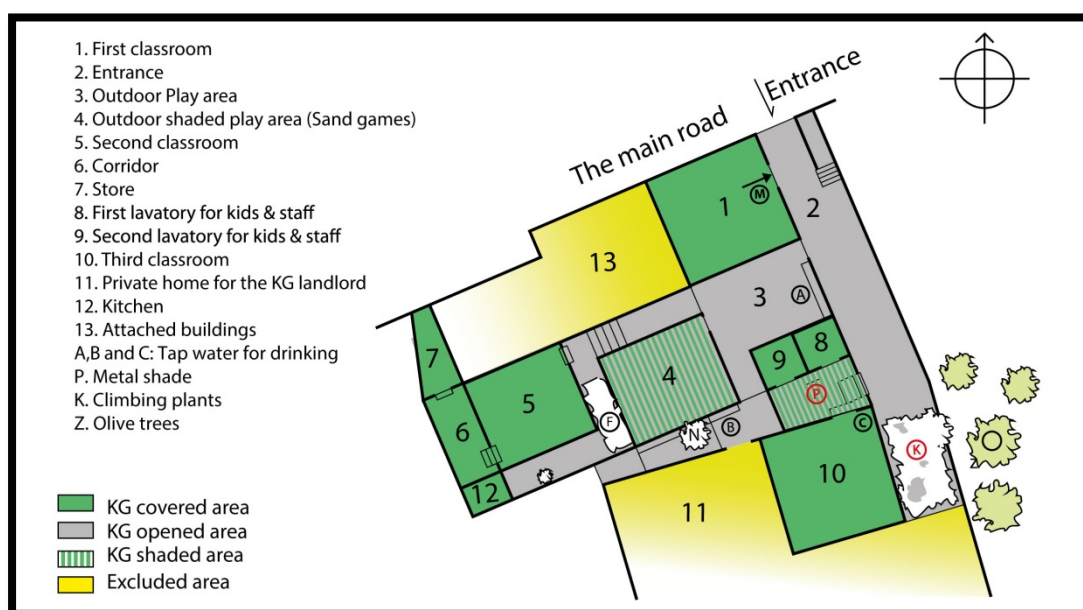 1. First classroom
2. Entrance
3. Outdoor Play area
4. Outdoor shaded play area (Sand games)
5. Second classroom
6. Corridor
7. Store
8. First lavatory for kids & staff
9. Second lavatory for kids & staff
10. Third classroom
11. Private home for the KG landlord
12. Kitchen
13. Attached buildings
A,B and C: Tap water for drinking
P. Metal shade
K. Climbing plants
Z. Olive trees
KG covered area
KG opened area
KG shaded area
Excluded area
Entrance
The main road
1
M
2
13
3
A
7
8
9
4
5
P
F
N
B
C
6
O
K
10
12
11